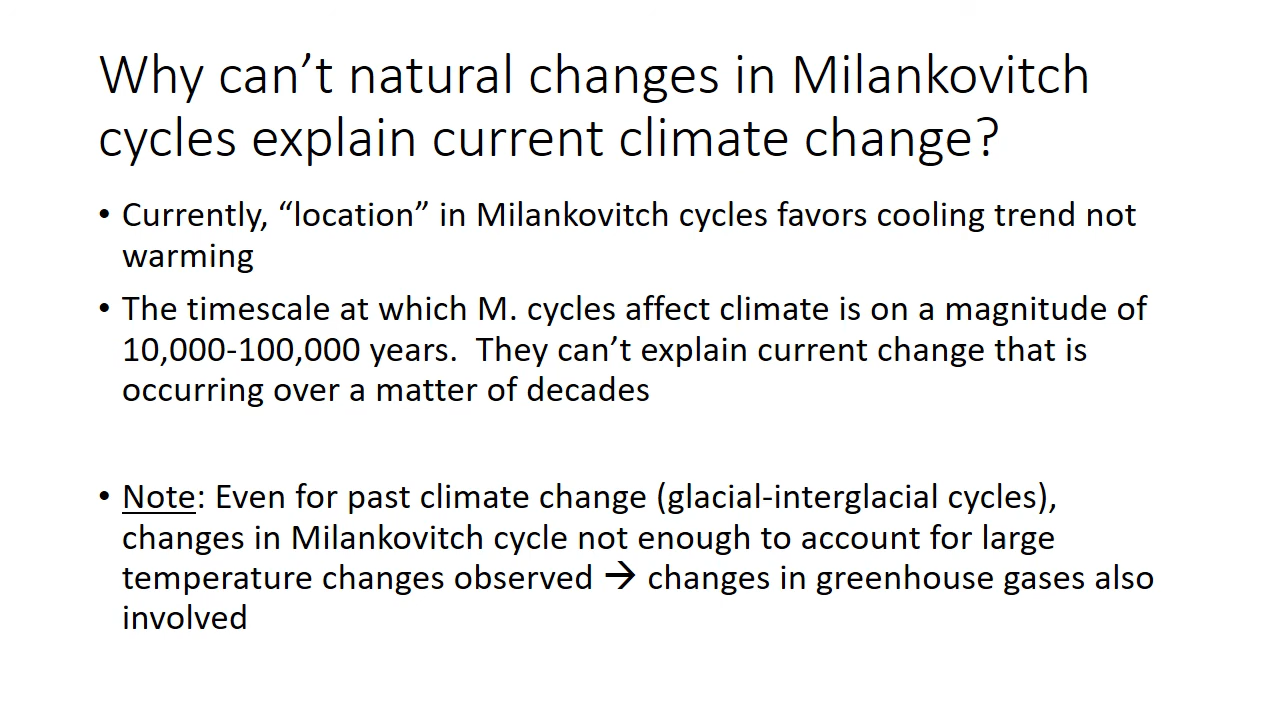 Why can’t natural changes in Milankovitch
cycles explain current climate change?
• Currently, “location” in Milankovitch cycles favors cooling trend not
warming
• The timescale at which M. cycles affect climate is on a magnitude of
10,000-100,000 years.  They can’t explain current change that is
occurring over a matter of decades
• Note: Even for past climate change (glacial-interglacial cycles),
changes in Milankovitch cycle not enough to account for large
temperature changes observed → changes in greenhouse gases also
involved